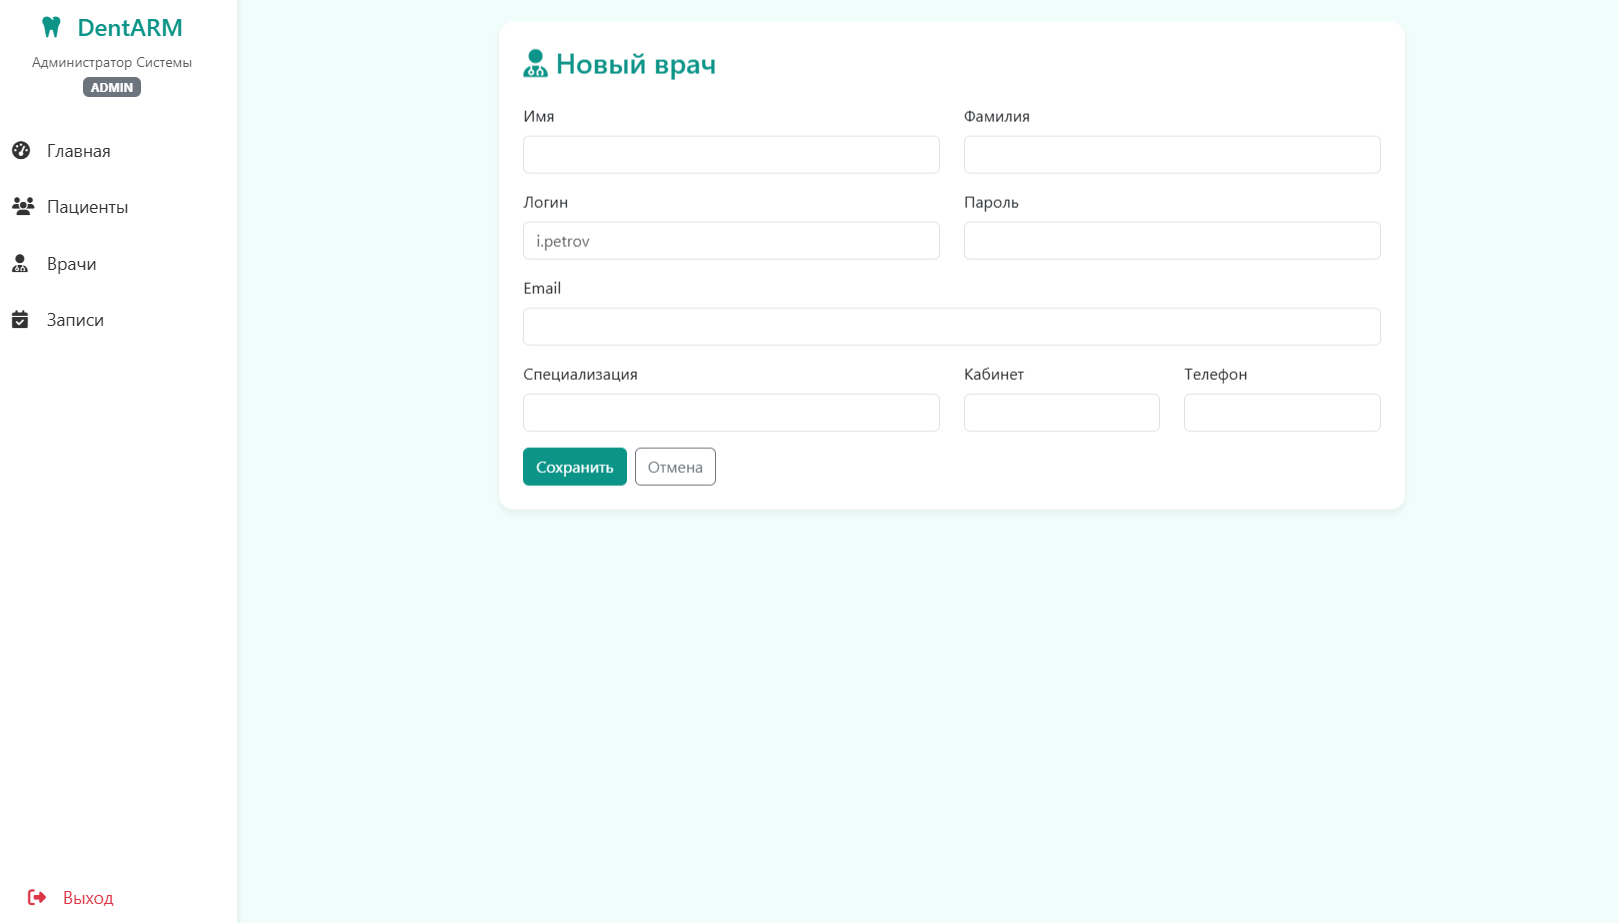 DentARM
Администратор Системы
ADMIN
Главная
Пациенты
Врачи
Записи
Выход
Новый врач
Имя
Фамилия
Логин
Пароль
i.petrov
Email
Специализация
Кабинет
Телефон
Сохранить
Отмена